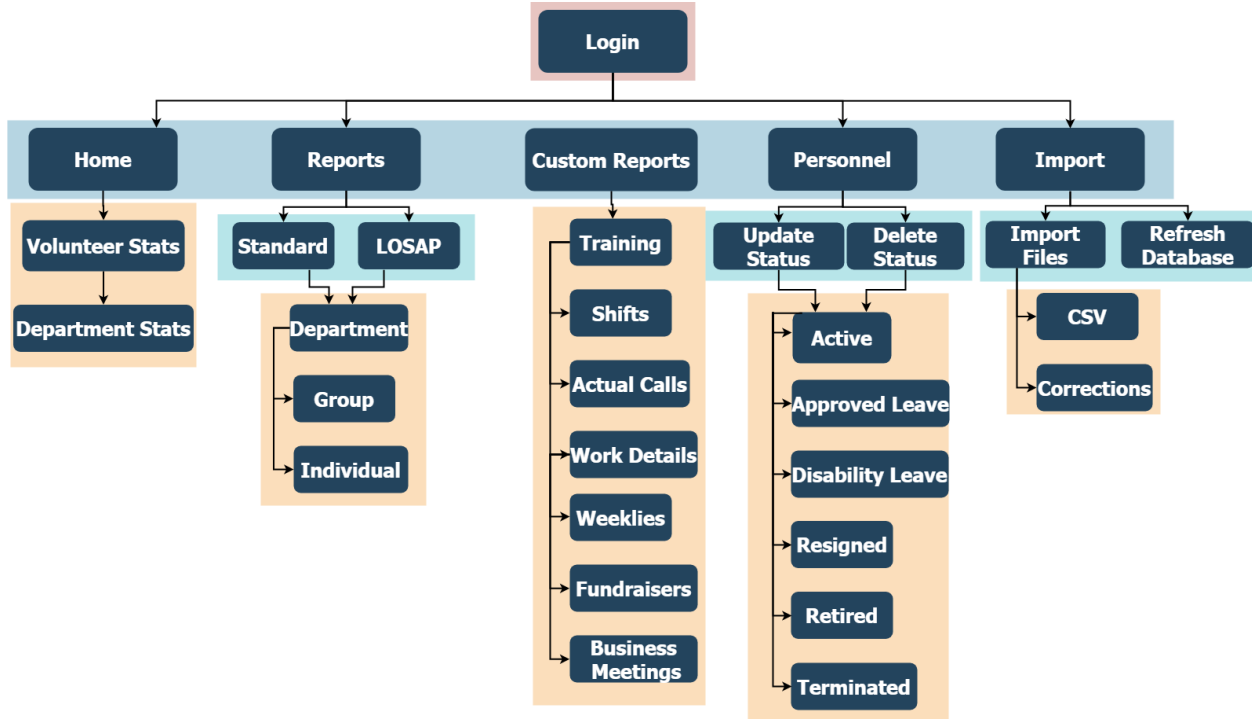 Login
Home
Reports
Custom Reports
Personnel
Import
Volunteer Stats
Department Stats
Standard
LOSAP
Department
Group
Individual
Training
Shifts
Actual Calls
Work Details
Weeklies
Fundraisers
Business
Meetings
Update
Status
Delete
Status
Active
Approved Leave
Disability Leave
Resigned
Retired
Terminated
Import
Files
Refresh
Database
CSV
Corrections